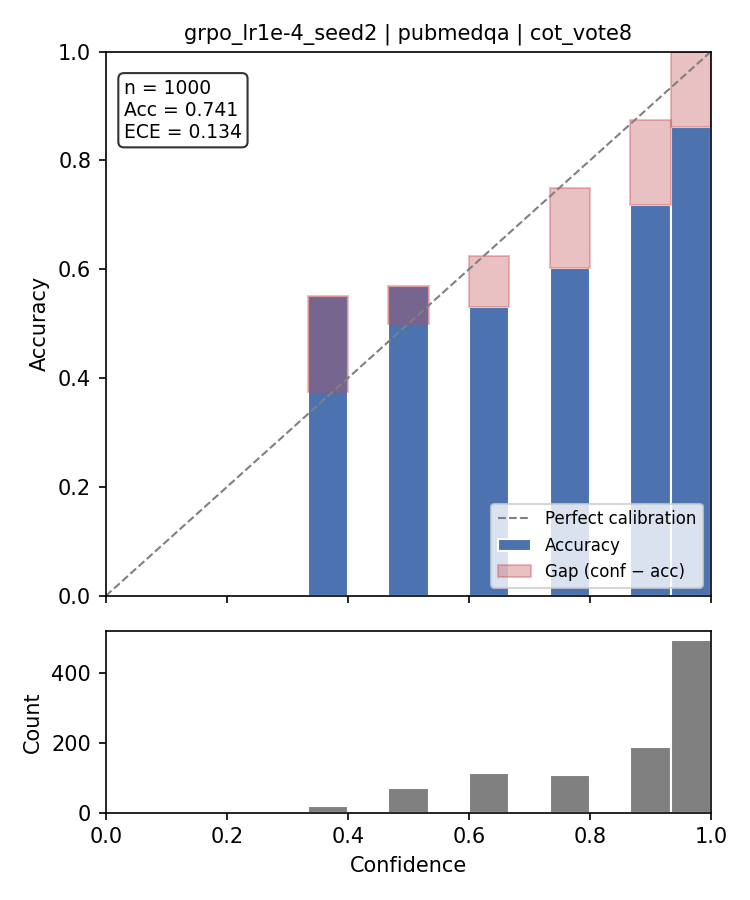 grpo_lr1e-4_seed2 | pubmedqa | cot_vote8
n = 1000
Acc = 0.741
ECE = 0.134
Accuracy
1.0
0.8
0.6
0.4
0.2
0.0
Perfect calibration
Accuracy
Gap (conf − acc)
Count
400
200
0
0.0 0.2 0.4 0.6 0.8 1.0
Confidence